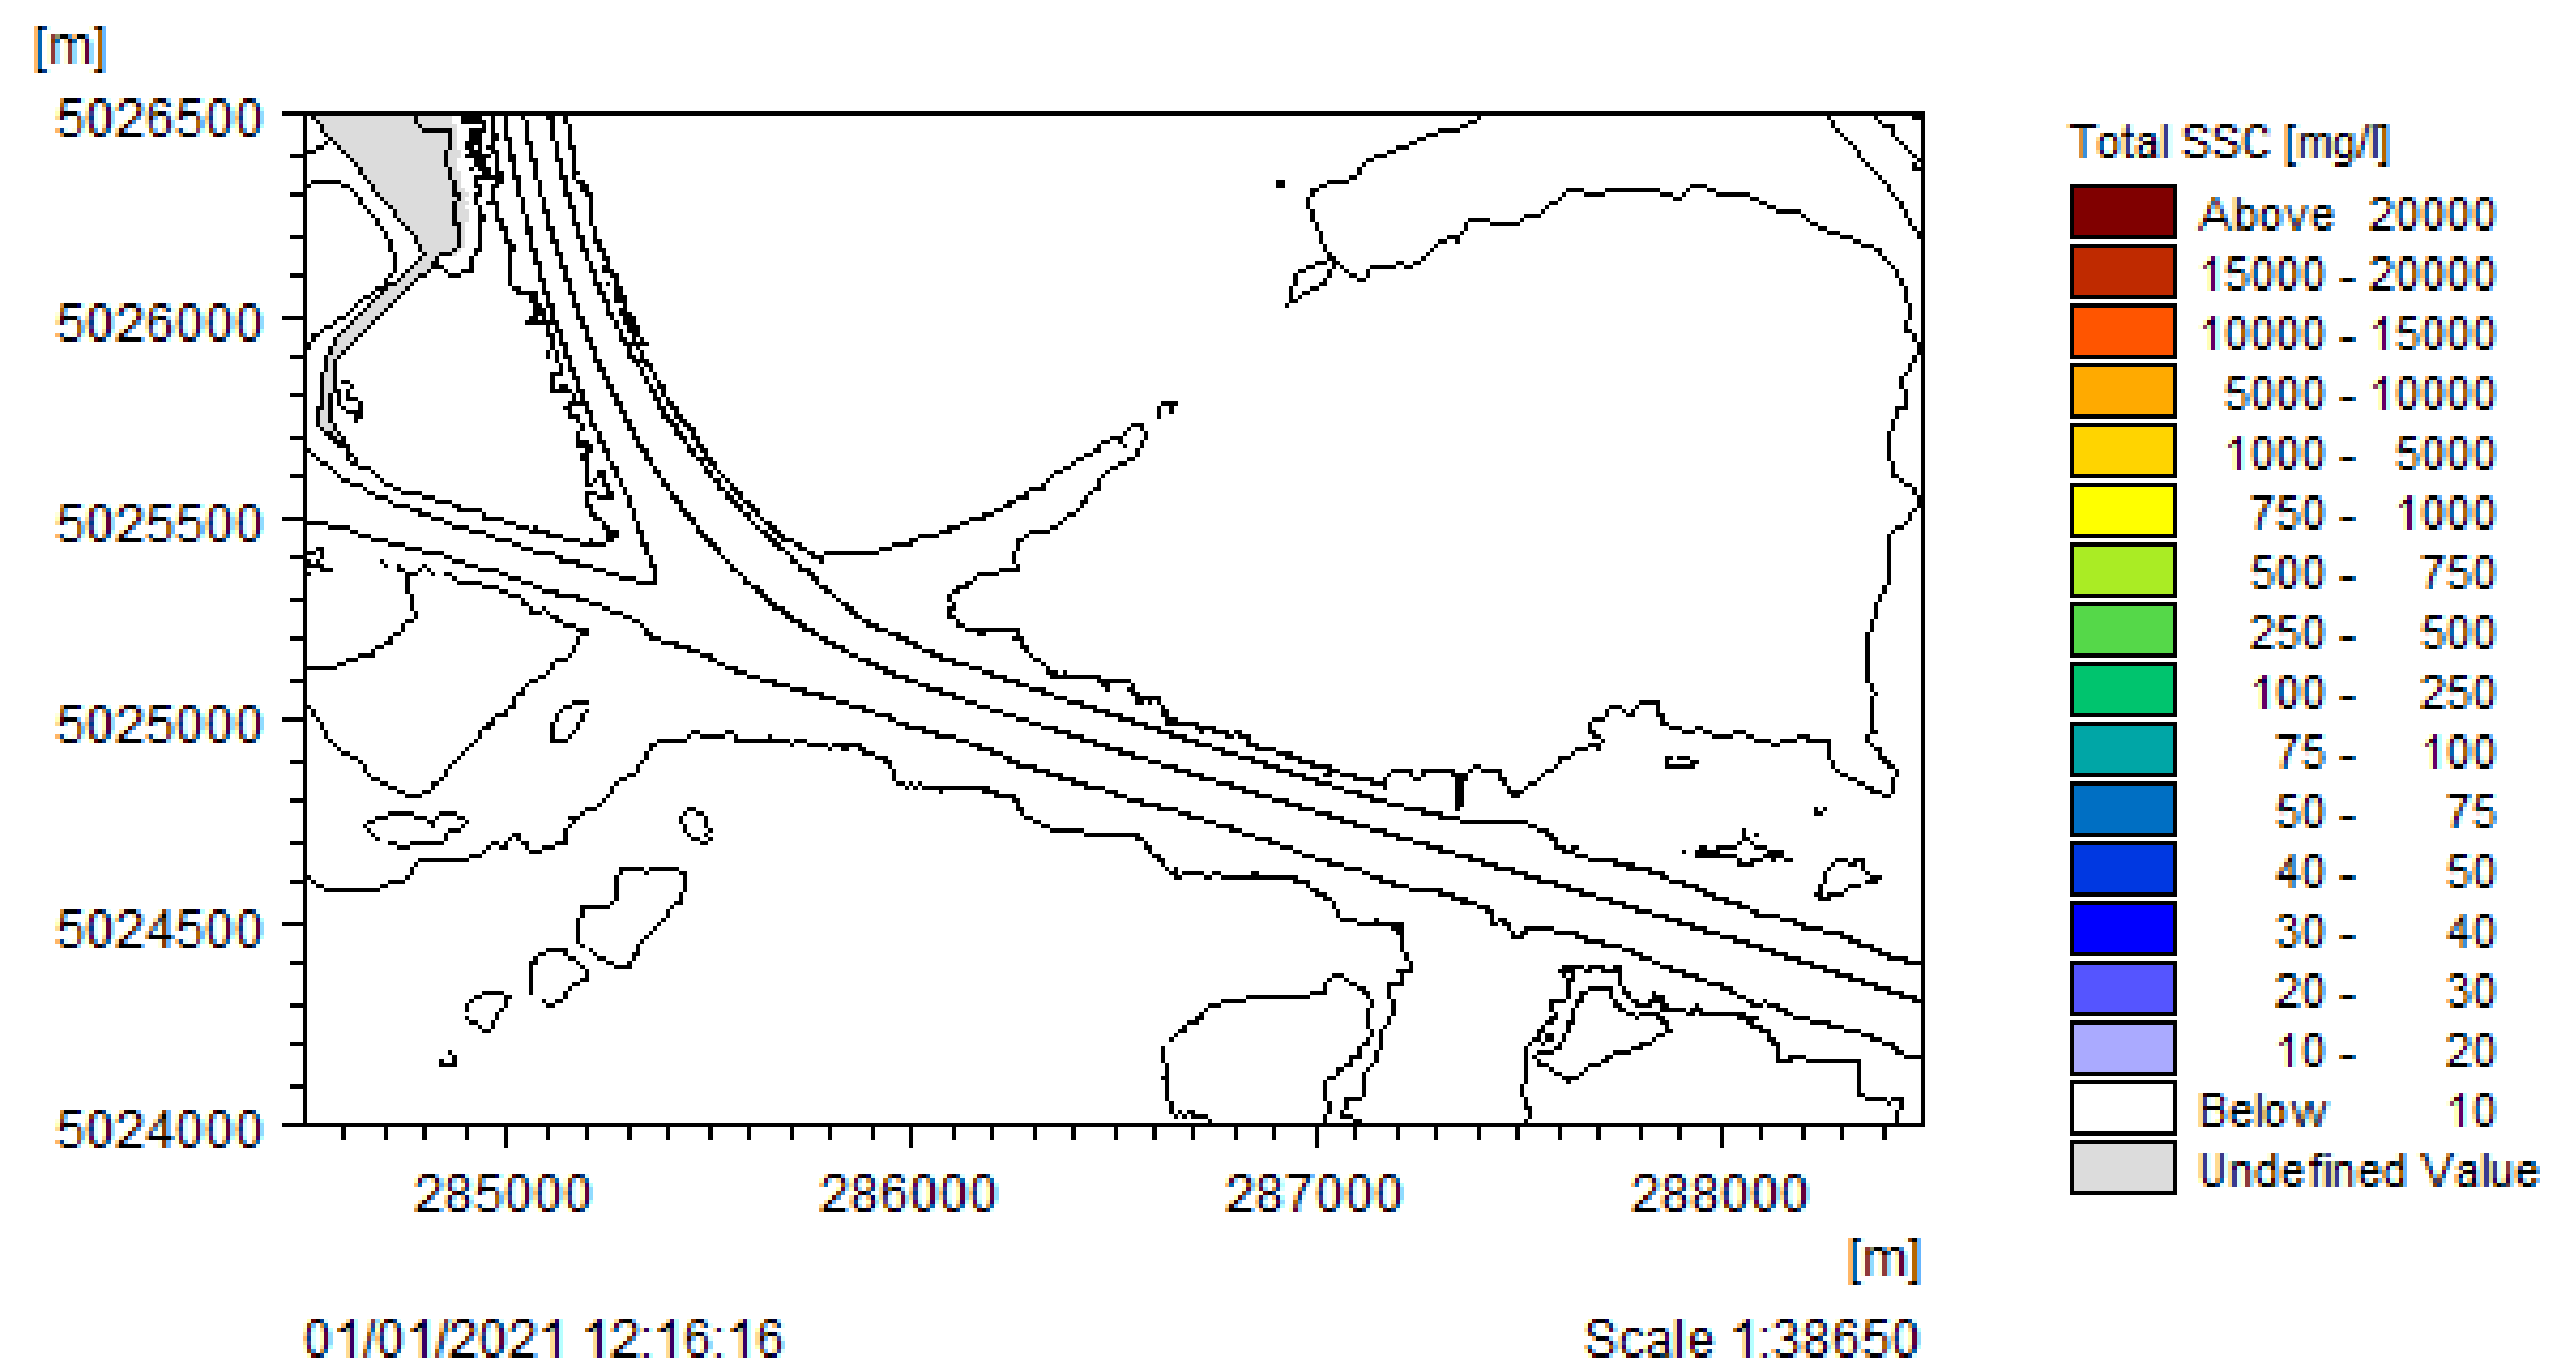 [m]
5026500
5026000
5025500
5025000
5024500
5024000
285000 286000 287000 288000
[m]
01/01/2021 12:16:16 Scale 1:38650
Total SSC [mg/l]
Above 20000
15000 - 20000
10000 - 15000
5000 - 10000
1000 - 5000
750 - 1000
500 - 750
250 - 500
100 - 250
75 - 100
50 - 75
40 - 50
30 - 40
20 - 30
10 - 20
Below 10
Undefined Value